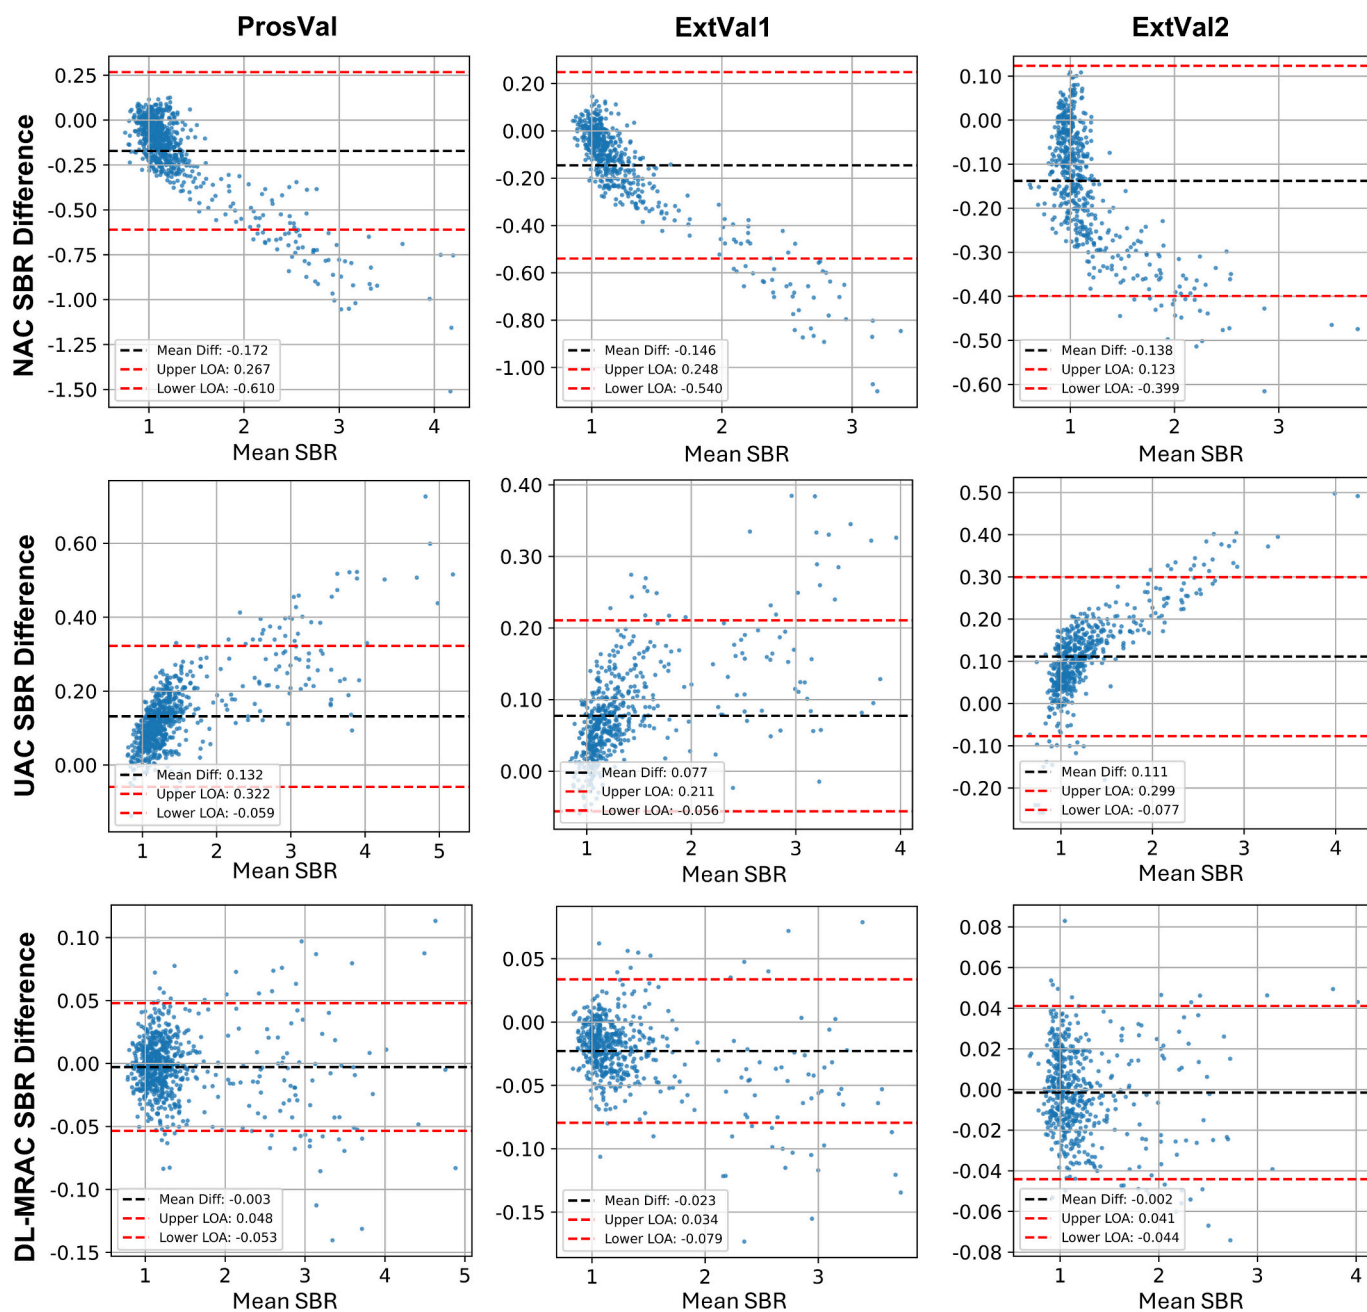 ProsVal
ExtVal1
ExtVal2
NAC SBR Difference
0.25
0.00
-0.25
-0.50
-0.75
-1.00
-1.25
-1.50
Mean Diff: -0.172
Upper LOA: 0.267
Lower LOA: -0.610
1 2 3 4
Mean SBR
0.20
0.00
-0.20
-0.40
-0.60
-0.80
-1.00
Mean Diff: -0.146
Upper LOA: 0.248
Lower LOA: -0.540
1 2 3
Mean SBR
0.10
0.00
-0.10
-0.20
-0.30
-0.40
-0.50
-0.60
Mean Diff: -0.138
Upper LOA: 0.123
Lower LOA: -0.399
1 2 3
Mean SBR
UAC SBR Difference
0.60
0.40
0.20
0.00
Mean Diff: 0.132
Upper LOA: 0.322
Lower LOA: -0.059
1 2 3 4 5
Mean SBR
0.40
0.30
0.20
0.10
0.00
Mean Diff: 0.077
Upper LOA: 0.211
Lower LOA: -0.056
1 2 3 4
Mean SBR
0.50
0.40
0.30
0.20
0.10
0.00
-0.10
-0.20
Mean Diff: 0.111
Upper LOA: 0.299
Lower LOA: -0.077
1 2 3 4
Mean SBR
DL-MRAC SBR Difference
0.10
0.05
0.00
-0.05
-0.10
-0.15
Mean Diff: -0.003
Upper LOA: 0.048
Lower LOA: -0.053
1 2 3 4 5
Mean SBR
0.05
0.00
-0.05
-0.10
-0.15
Mean Diff: -0.023
Upper LOA: 0.034
Lower LOA: -0.079
1 2 3
Mean SBR
0.08
0.06
0.04
0.02
0.00
-0.02
-0.04
-0.06
-0.08
Mean Diff: -0.002
Upper LOA: 0.041
Lower LOA: -0.044
1 2 3 4
Mean SBR